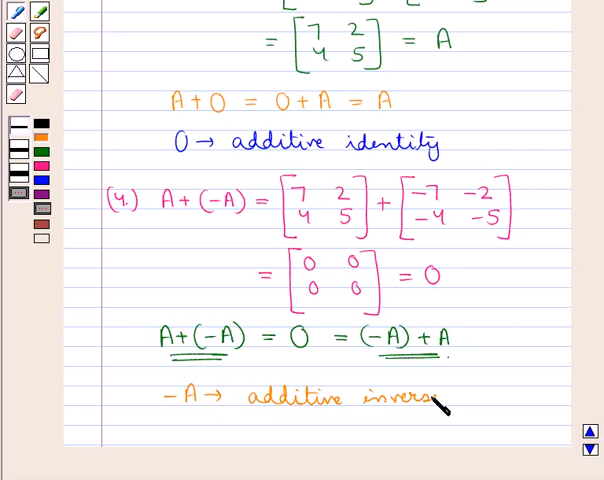 = [7 2
4 5] = A
A + O = O + A = A
O → additive identity
(4.) A + (-A) = [7 2
4 5] + [-7 -2
-4 -5]
= [0 0
0 0] = O
A + (-A) = O = (-A) + A.
-A → additive invers